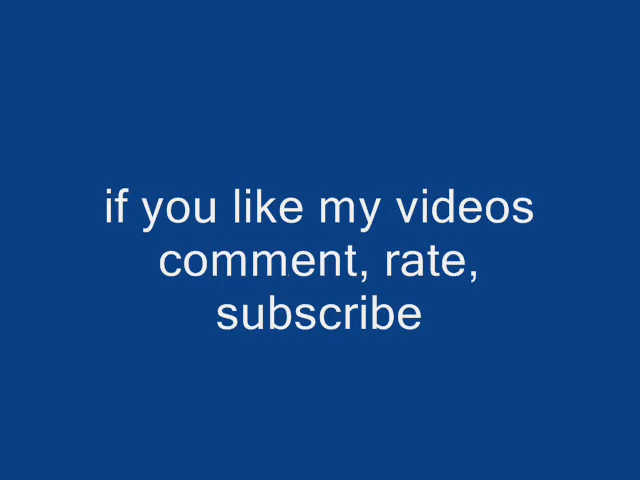 if you like my videos
comment, rate,
subscribe